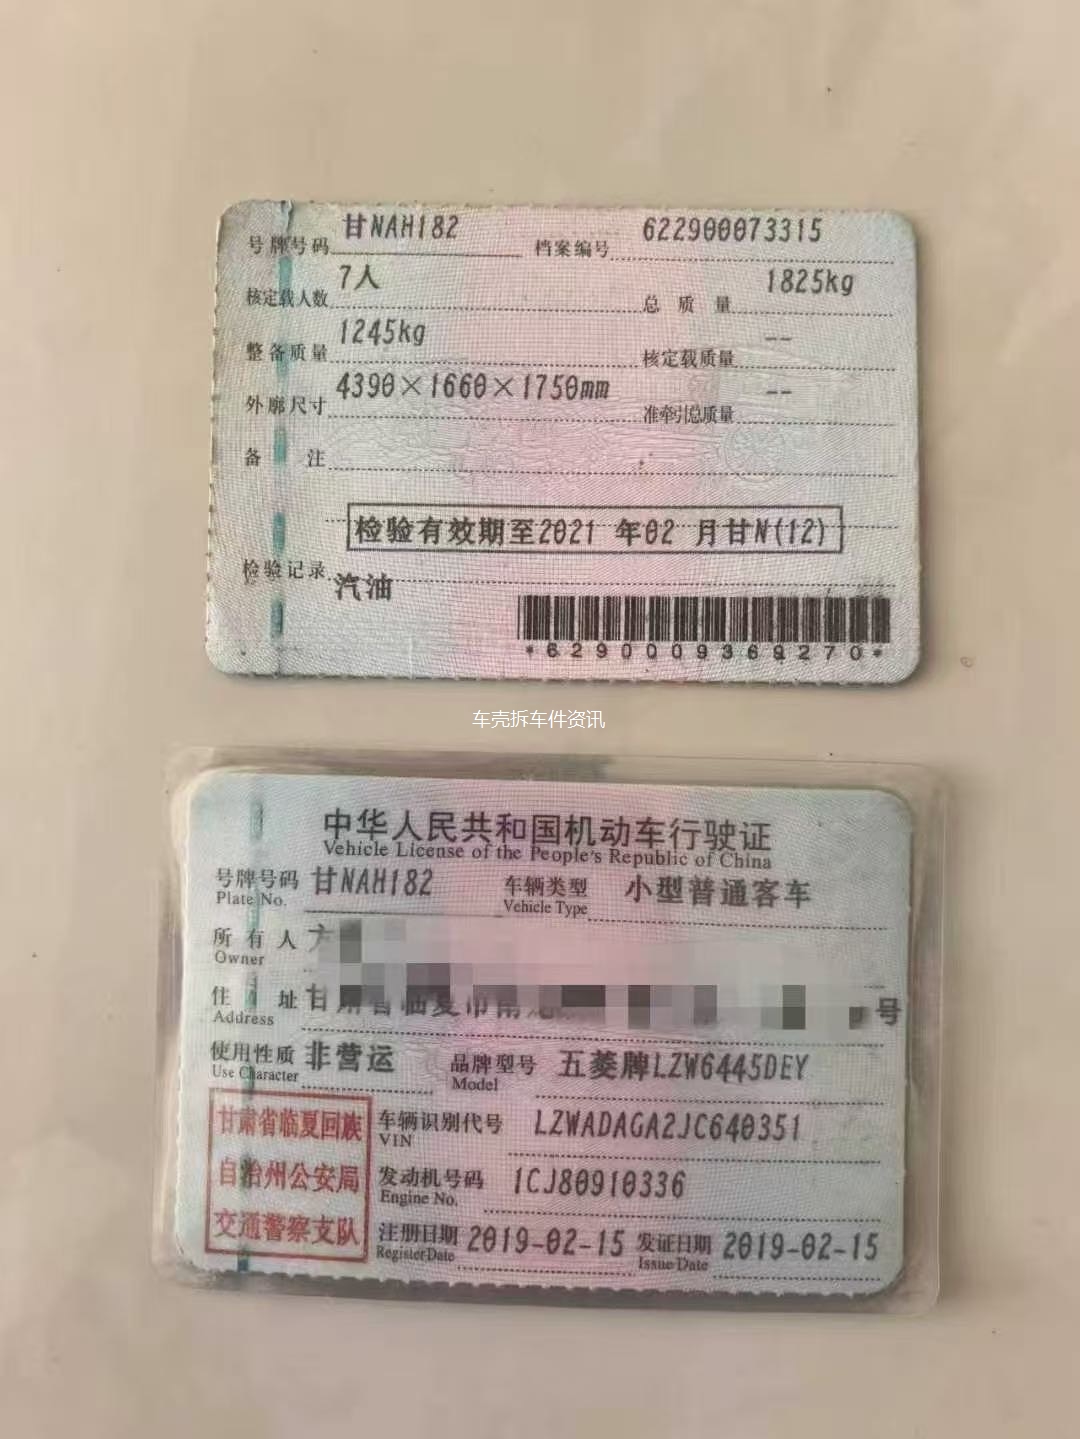 号牌号码 甘NAH182 档案编号 622900073315
核定载人数 7人 总质量 1825kg
整备质量 1245kg 核定载质量 --
外廓尺寸 4390×1660×1750mm 准牵引总质量 --
备注
检验有效期至2021 年02 月甘N(12)
检验记录 汽油
*6290009369270*
车壳拆车件资讯
中华人民共和国机动车行驶证
Vehicle License of the People's Republic of China
号牌号码 甘NAH182 车辆类型 小型普通客车
Plate No. Vehicle Type
所有人
Owner
住址 甘肃省临夏市南 号
Address
使用性质 非营运 品牌型号 五菱牌LZW6445DEY
Use Character Model
甘肃省临夏回族
自治州公安局
交通警察支队
车辆识别代号 LZWADAGA2JC640351
VIN
发动机号码 1CJ80910336
Engine No.
注册日期 2019-02-15 发证日期 2019-02-15
Register Date Issue Date